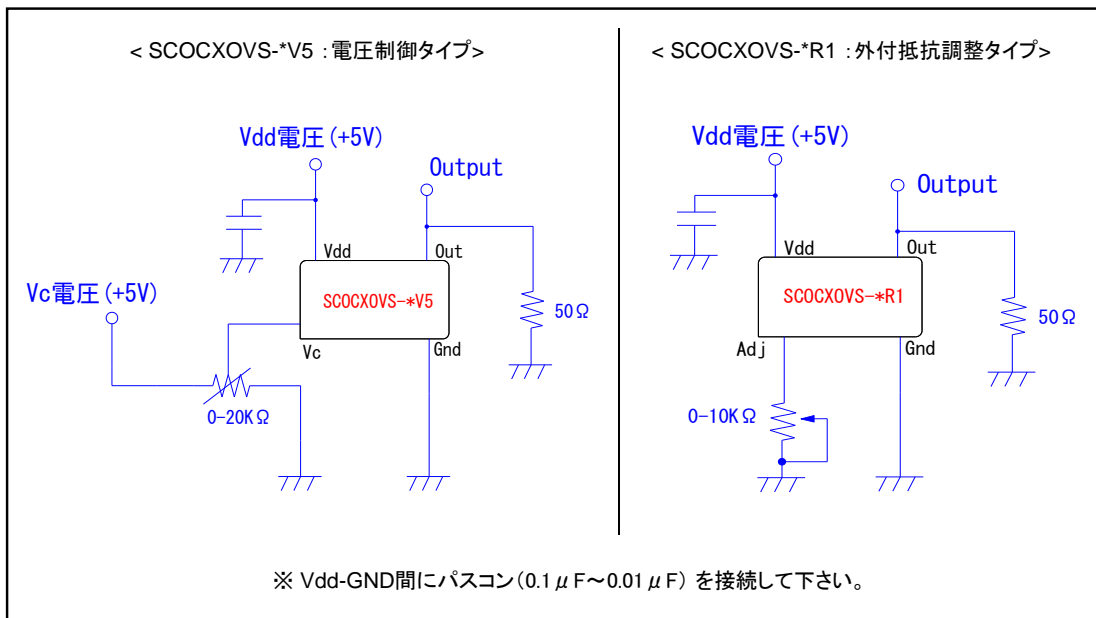 < SCOCXOVS-*V5 : 電圧制御タイプ>
Vdd電圧(+5V)
Output
Vdd
Out
SCOCXOVS-*V5
Vc電圧(+5V)
50Ω
Vc
Gnd
0-20KΩ
< SCOCXOVS-*R1 : 外付抵抗調整タイプ>
Vdd電圧(+5V)
Output
Vdd
Out
SCOCXOVS-*R1
50Ω
Adj
Gnd
0-10KΩ
※ Vdd-GND間にパスコン(0.1μF～0.01μF) を接続して下さい。